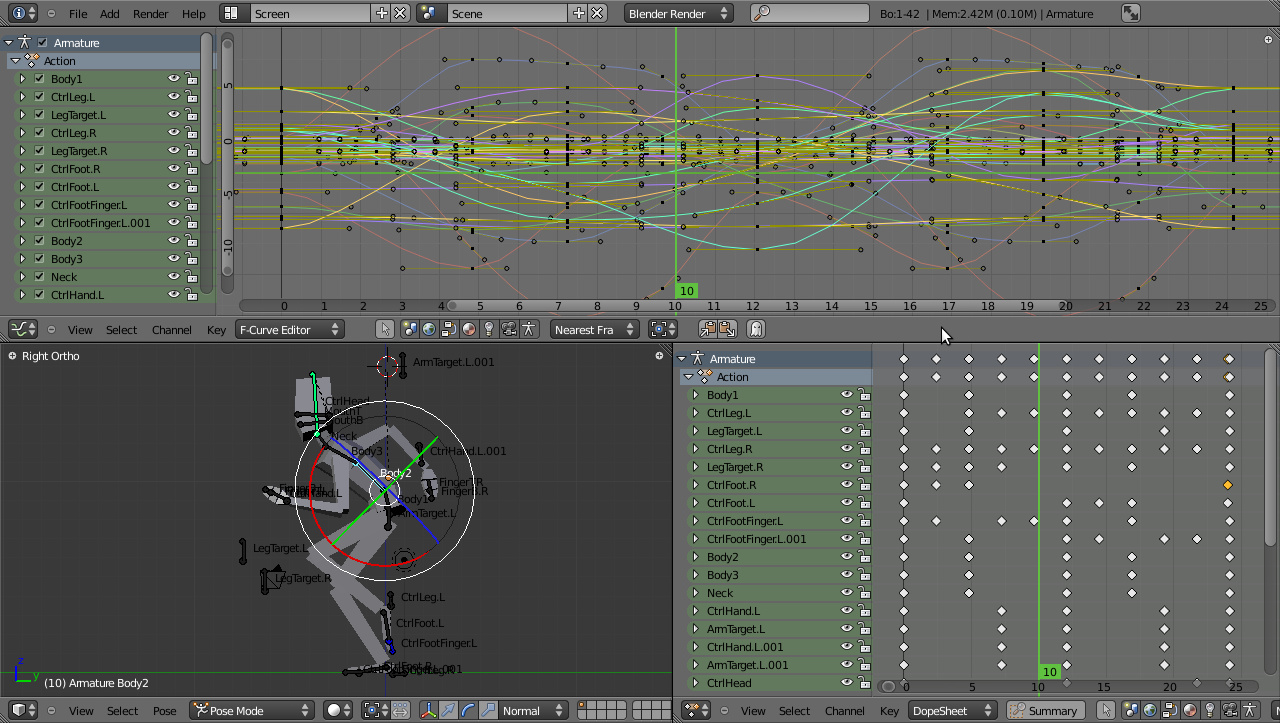 File Add Render Help Screen Scene Blender Render Bo:1-42 | Mem:2.42M (0.10M) | Armature
Armature
Action
Body1
CtrlLeg.L
LegTarget.L
CtrlLeg.R
LegTarget.R
CtrlFoot.R
CtrlFoot.L
CtrlFootFinger.L
CtrlFootFinger.L.001
Body2
Body3
Neck
CtrlHand.L
5
0
-5
-10
10
0 1 2 3 4 5 6 7 8 9 10 11 12 13 14 15 16 17 18 19 20 21 22 23 24 25
View Select Channel Key F-Curve Editor Nearest Fra
Right Ortho
ArmTarget.L.001
CtrlHead
MouthB
Neck
Body3
CtrlHand.L.001
Body2
Body1
ArmTarget.L
LegTarget.L
LegTarget.R
CtrlLeg.L
CtrlFoot.L
CtrlFootFinger.L
z
y
(10) Armature Body2
View Select Pose Pose Mode Normal
Armature
Action
Body1
CtrlLeg.L
LegTarget.L
CtrlLeg.R
LegTarget.R
CtrlFoot.R
CtrlFoot.L
CtrlFootFinger.L
CtrlFootFinger.L.001
Body2
Body3
Neck
CtrlHand.L
ArmTarget.L
CtrlHand.L.001
ArmTarget.L.001
CtrlHead
10
0 5 10 15 20 25
View Select Channel Key DopeSheet Summary